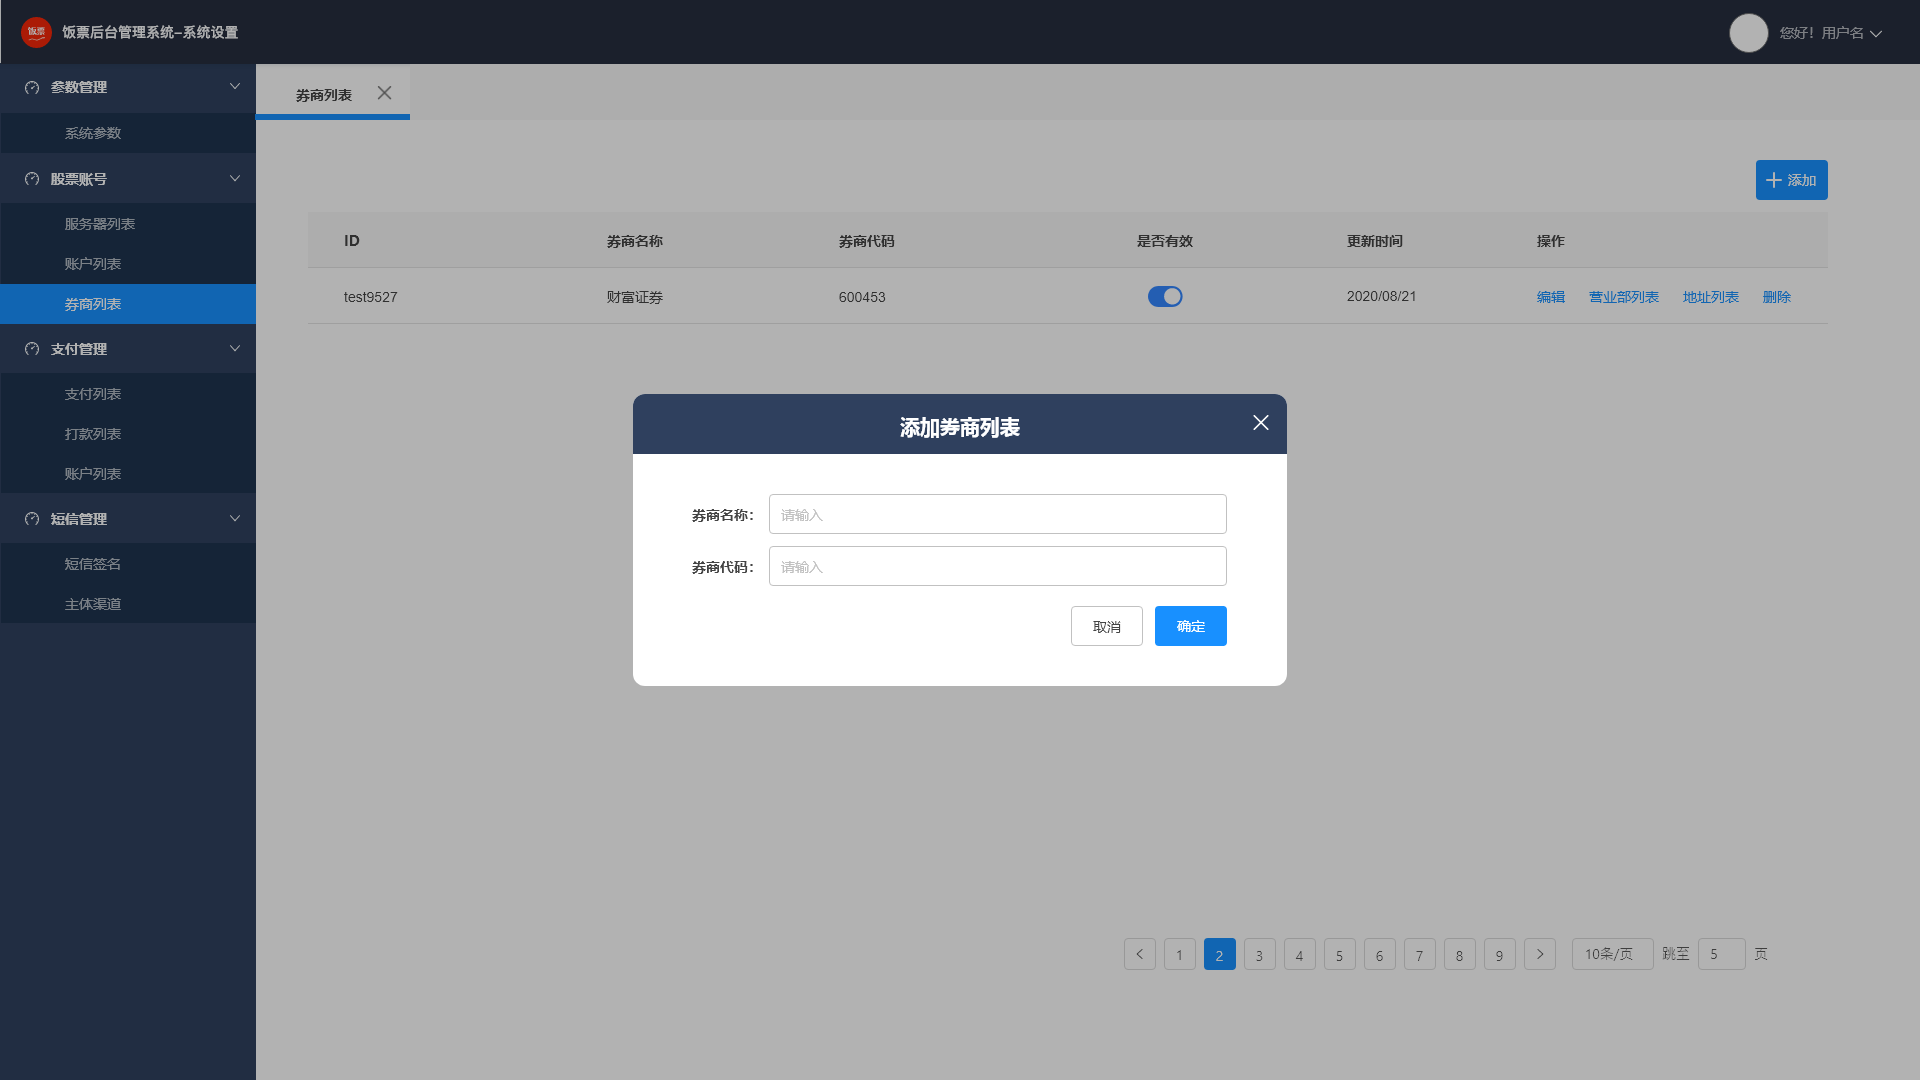 饭票
饭票后台管理系统-系统设置
您好！用户名
参数管理
系统参数
股票账号
服务器列表
账户列表
券商列表
支付管理
支付列表
打款列表
账户列表
短信管理
短信签名
主体渠道
券商列表
添加
ID 券商名称 券商代码 是否有效 更新时间 操作
test9527 财富证券 600453 2020/08/21 编辑 营业部列表 地址列表 删除
添加券商列表
券商名称： 请输入
券商代码： 请输入
取消 确定
1 2 3 4 5 6 7 8 9 10条/页 跳至 5 页